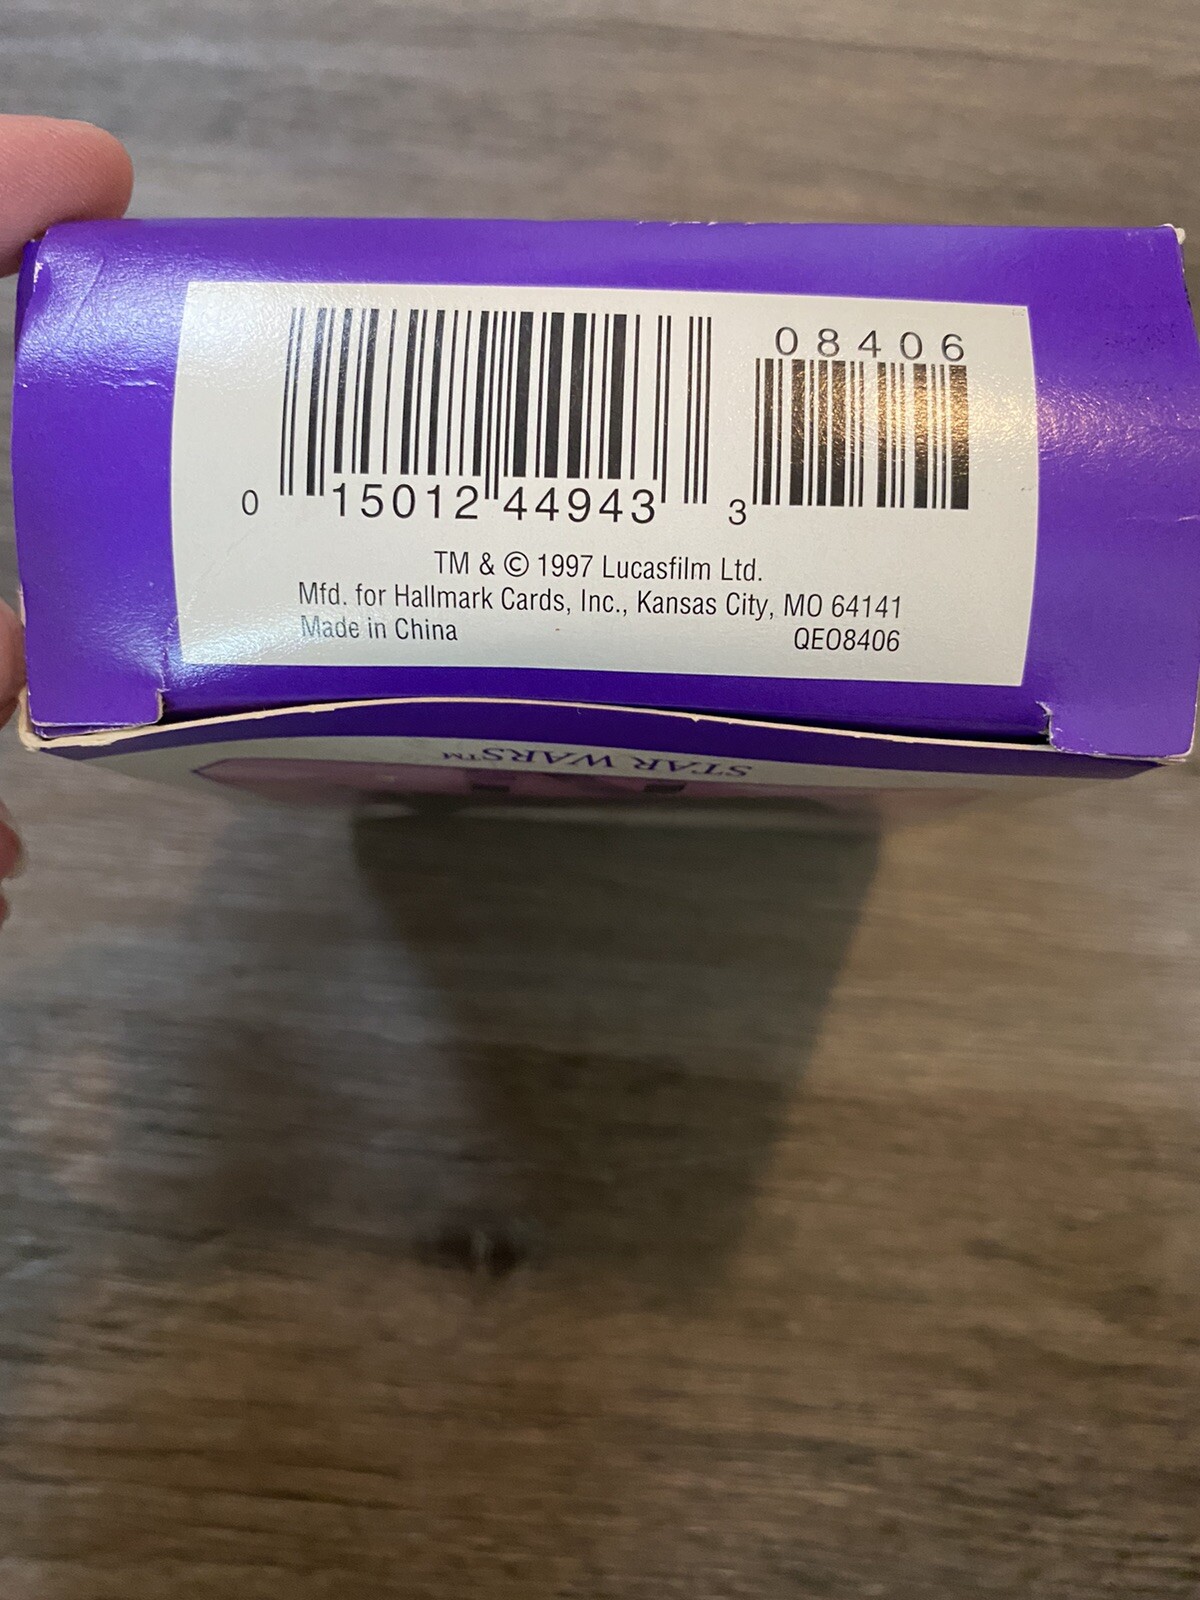 08406
0 15012 44943 3
TM & © 1997 Lucasfilm Ltd.
Mfd. for Hallmark Cards, Inc., Kansas City, MO 64141
Made in China QEO8406
STAR WARS™